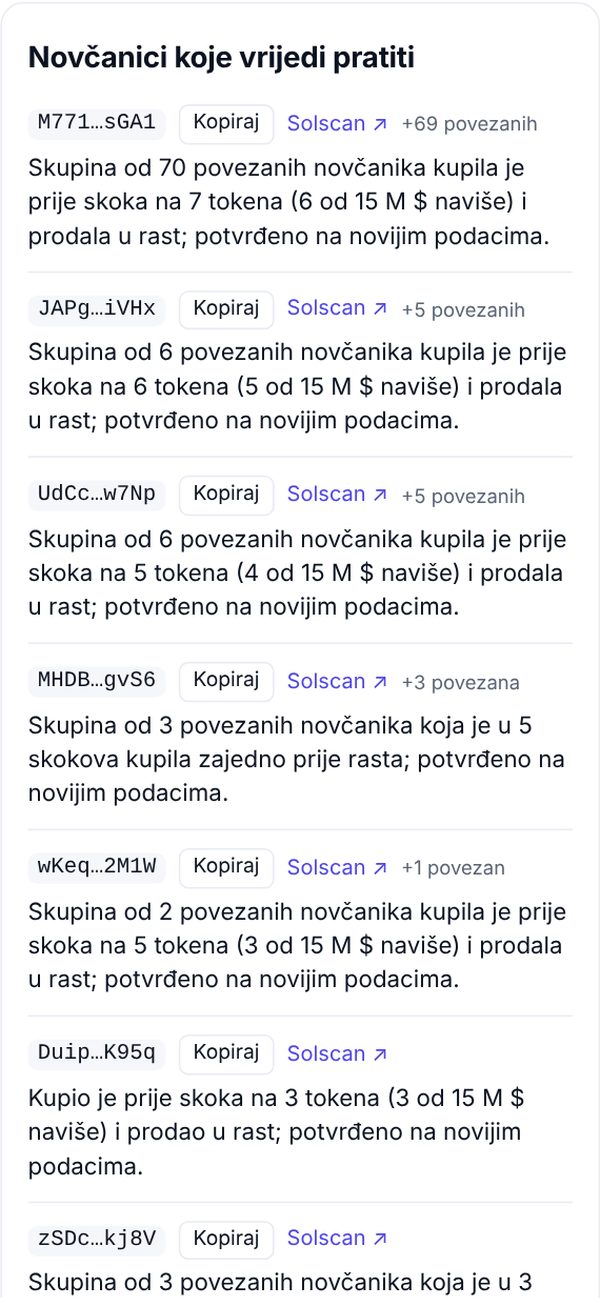 Novčanici koje vrijedi pratiti
M771…sGA1 Kopiraj Solscan ↗ +69 povezanih
Skupina od 70 povezanih novčanika kupila je
prije skoka na 7 tokena (6 od 15 M $ naviše) i
prodala u rast; potvrđeno na novijim podacima.
JAPg…iVHx Kopiraj Solscan ↗ +5 povezanih
Skupina od 6 povezanih novčanika kupila je prije
skoka na 6 tokena (5 od 15 M $ naviše) i prodala
u rast; potvrđeno na novijim podacima.
UdCc…w7Np Kopiraj Solscan ↗ +5 povezanih
Skupina od 6 povezanih novčanika kupila je prije
skoka na 5 tokena (4 od 15 M $ naviše) i prodala
u rast; potvrđeno na novijim podacima.
MHDB…gvS6 Kopiraj Solscan ↗ +3 povezana
Skupina od 3 povezanih novčanika koja je u 5
skokova kupila zajedno prije rasta; potvrđeno na
novijim podacima.
wKeq…2M1W Kopiraj Solscan ↗ +1 povezan
Skupina od 2 povezanih novčanika kupila je prije
skoka na 5 tokena (3 od 15 M $ naviše) i prodala
u rast; potvrđeno na novijim podacima.
Duip…K95q Kopiraj Solscan ↗
Kupio je prije skoka na 3 tokena (3 od 15 M $
naviše) i prodao u rast; potvrđeno na novijim
podacima.
zSDc…kj8V Kopiraj Solscan ↗
Skupina od 3 povezanih novčanika koja je u 3